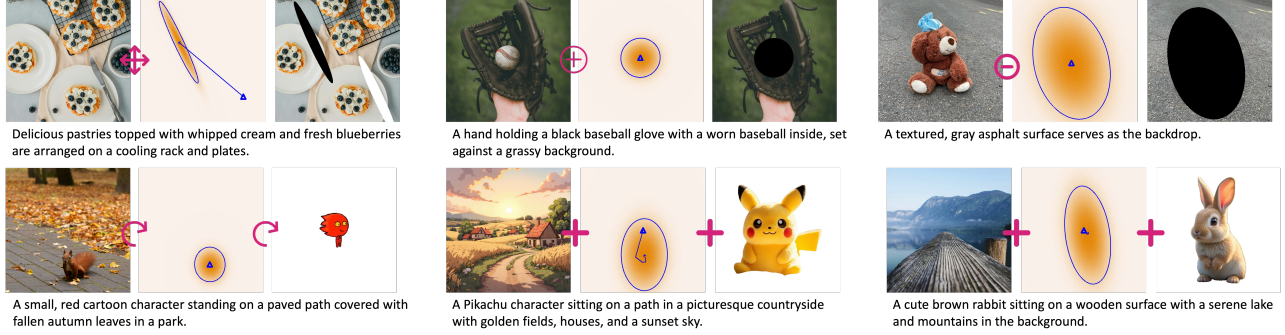 Delicious pastries topped with whipped cream and fresh blueberries
are arranged on a cooling rack and plates.
A hand holding a black baseball glove with a worn baseball inside, set
against a grassy background.
A textured, gray asphalt surface serves as the backdrop.
A small, red cartoon character standing on a paved path covered with
fallen autumn leaves in a park.
A Pikachu character sitting on a path in a picturesque countryside
with golden fields, houses, and a sunset sky.
A cute brown rabbit sitting on a wooden surface with a serene lake
and mountains in the background.